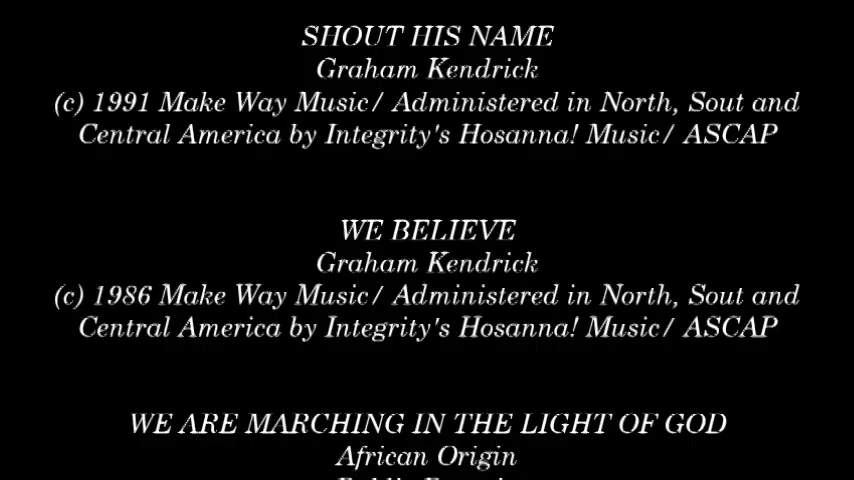 SHOUT HIS NAME
Graham Kendrick
(c) 1991 Make Way Music/ Administered in North, Sout and
Central America by Integrity's Hosanna! Music/ ASCAP
WE BELIEVE
Graham Kendrick
(c) 1986 Make Way Music/ Administered in North, Sout and
Central America by Integrity's Hosanna! Music/ ASCAP
WE ARE MARCHING IN THE LIGHT OF GOD
African Origin